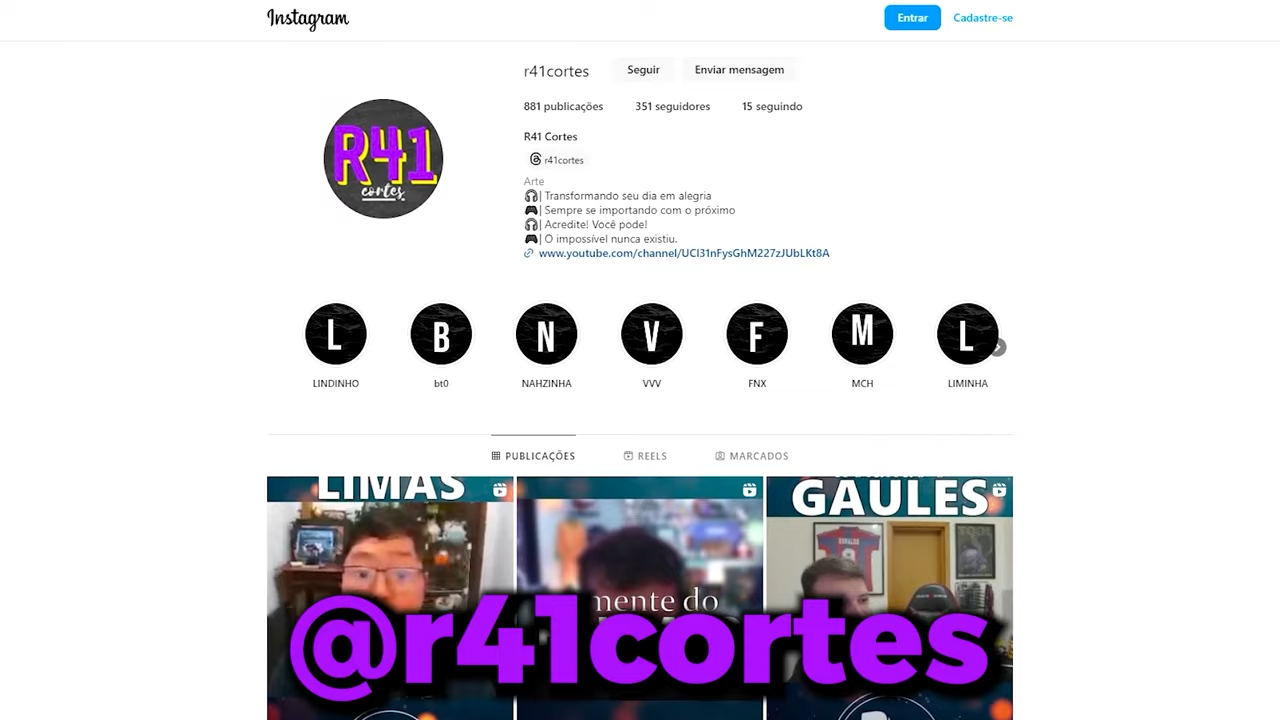 Instagram
Entrar
Cadastre-se
r41cortes
Seguir
Enviar mensagem
881 publicações
351 seguidores
15 seguindo
R41 Cortes
r41cortes
Arte
| Transformando seu dia em alegria
| Sempre se importando com o próximo
| Acredite! Você pode!
| O impossível nunca existiu.
www.youtube.com/channel/UCl31nFysGhM227zJUbLKt8A
R41
cortes
L
B
N
V
F
M
L
LINDINHO
bt0
NAHZINHA
VVV
FNX
MCH
LIMINHA
PUBLICAÇÕES
REELS
MARCADOS
LIMAS
GAULES
RONALDO
9
mente do
@r41cortes